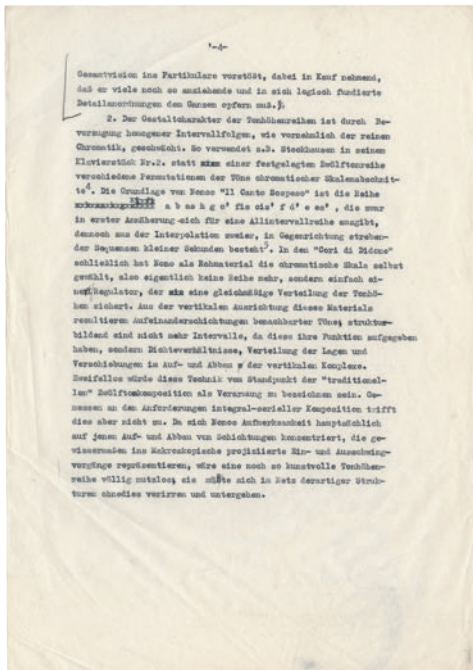 -4-
Gesamtvision ins Partikulare vorstößt, dabei in Kauf nehmend,
daß er viele noch so anziehende und in sich logisch fundierte
Detailanordnungen dem Ganzen opfern muß.
2. Der Gestaltcharakter der Tonhöhenreihen ist durch Be-
vorzugung homogener Intervallfolgen, wie vornehmlich der reinen
Chromatik, geschwächt. So verwendet z.B. Stockhausen in seinem
Klavierstück Nr.2. statt einer festgelegten Zwölftonreihe
verschiedene Permutationen der Töne chromatischer Skalenabschnit-
te4. Die Grundlage von Nonos "Il Canto Sospeso" ist die Reihe
a b as h g c' fis cis' f d' e es' , die zwar
in erster Annäherung sich für eine Allintervallreihe ausgibt,
dennoch aus der Interpolation zweier, in Gegenrichtung streben-
der Sequenzen kleiner Sekunden besteht5. In den "Cori di Didone"
schließlich hat Nono als Rohmaterial die chromatische Skala selbst
gewählt, also eigentlich keine Reihe mehr, sondern einfach ei-
nen Regulator, der eine gleichmäßige Verteilung der Tonhö-
hen sichert. Aus der vertikalen Ausrichtung dieses Materials
resultieren Aufeinanderschichtungen benachbarter Töne; struktur-
bildend sind nicht mehr Intervalle, da diese ihre Funktion aufgegeben
haben, sondern Dichteverhältnisse, Verteilung der Lagen und
Verschiebungen im Auf- und Abbau der vertikalen Komplexe.
Zweifellos würde diese Technik vom Standpunkt der "traditionel-
len" Zwölftonkomposition als Verarmung zu bezeichnen sein. Ge-
messen an den Anforderungen integral-serieller Komposition trifft
dies aber nicht zu. Da sich Nonos Aufmerksamkeit hauptsächlich
auf jenen Auf- und Abbau von Schichtungen konzentriert, die ge-
wissermaßen ins Makroskopische projizierte Ein- und Ausschwing-
vorgänge repräsentieren, wäre eine noch so kunstvolle Tonhöhen-
reihe völlig nutzlos; sie müßte sich im Netz derartiger Struk-
turen ohnedies verirren und untergehen.